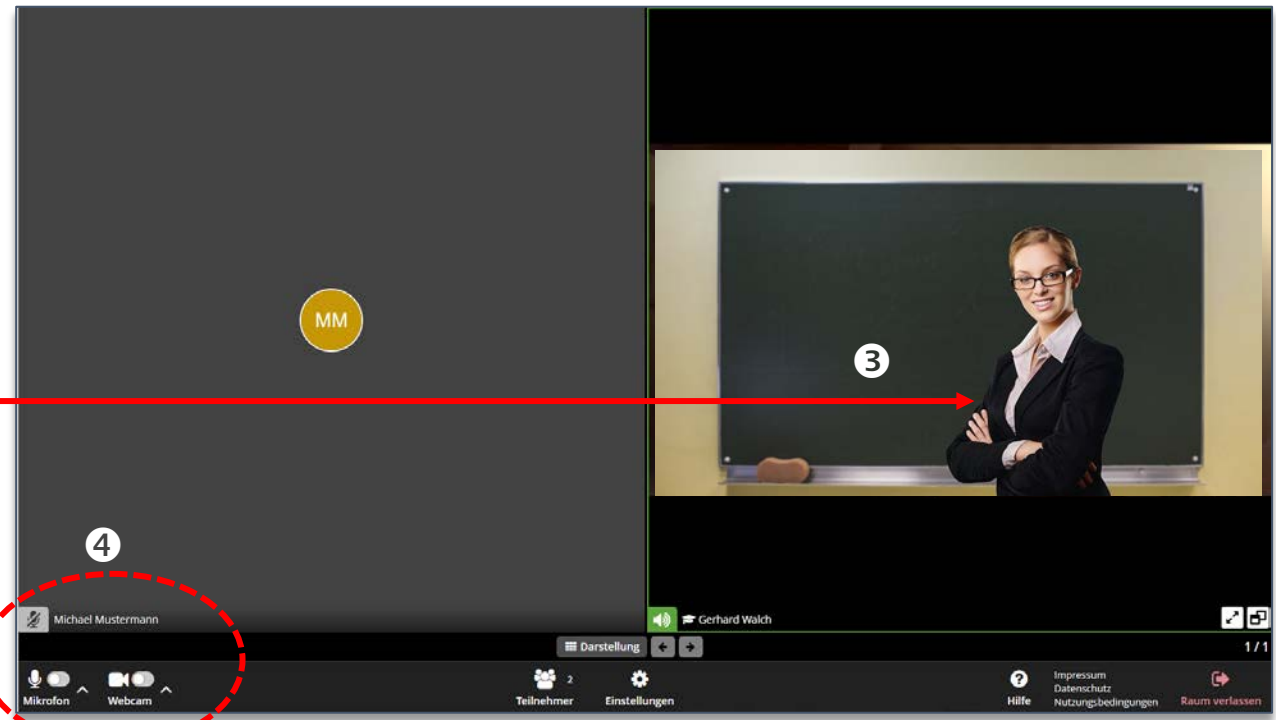 MM
❸
❹
Michael Mustermann
Gerhard Walch
Darstellung
1/1
Mikrofon
Webcam
2
Teilnehmer
Einstellungen
?
Hilfe
Impressum
Datenschutz
Nutzungsbedingungen
Raum verlassen